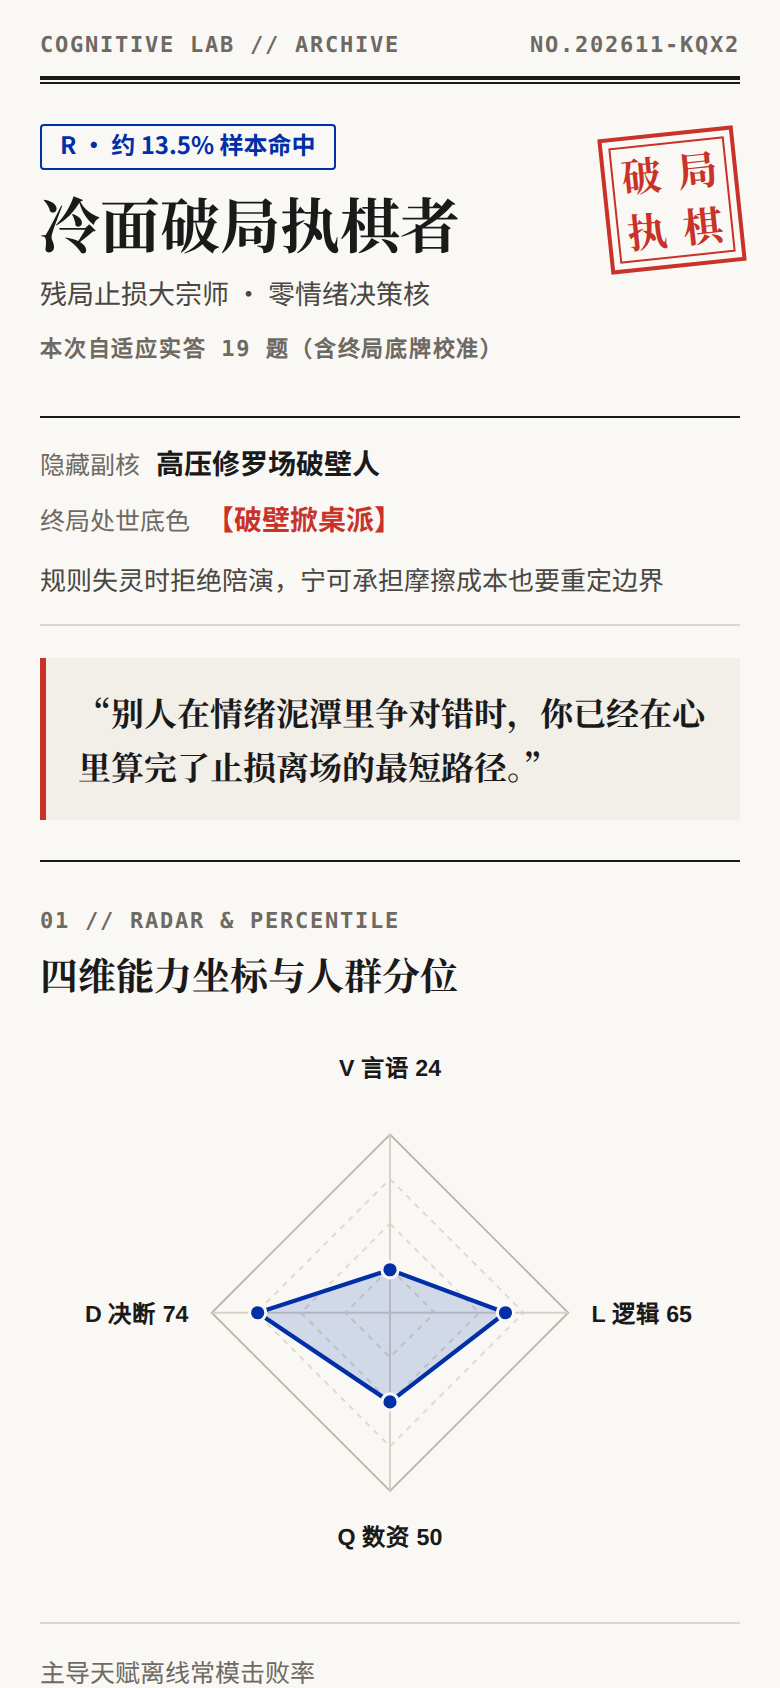 COGNITIVE LAB // ARCHIVE
NO.202611-KQX2
R · 约 13.5% 样本命中
破局
执棋
冷面破局执棋者
残局止损大宗师 · 零情绪决策核
本次自适应实答 19 题（含终局底牌校准）
隐藏副核 高压修罗场破壁人
终局处世底色 【破壁掀桌派】
规则失灵时拒绝陪演，宁可承担摩擦成本也要重定边界
“别人在情绪泥潭里争对错时，你已经在心
里算完了止损离场的最短路径。”
01 // RADAR & PERCENTILE
四维能力坐标与人群分位
V 言语 24
D 决断 74
L 逻辑 65
Q 数资 50
主导天赋离线常模击败率